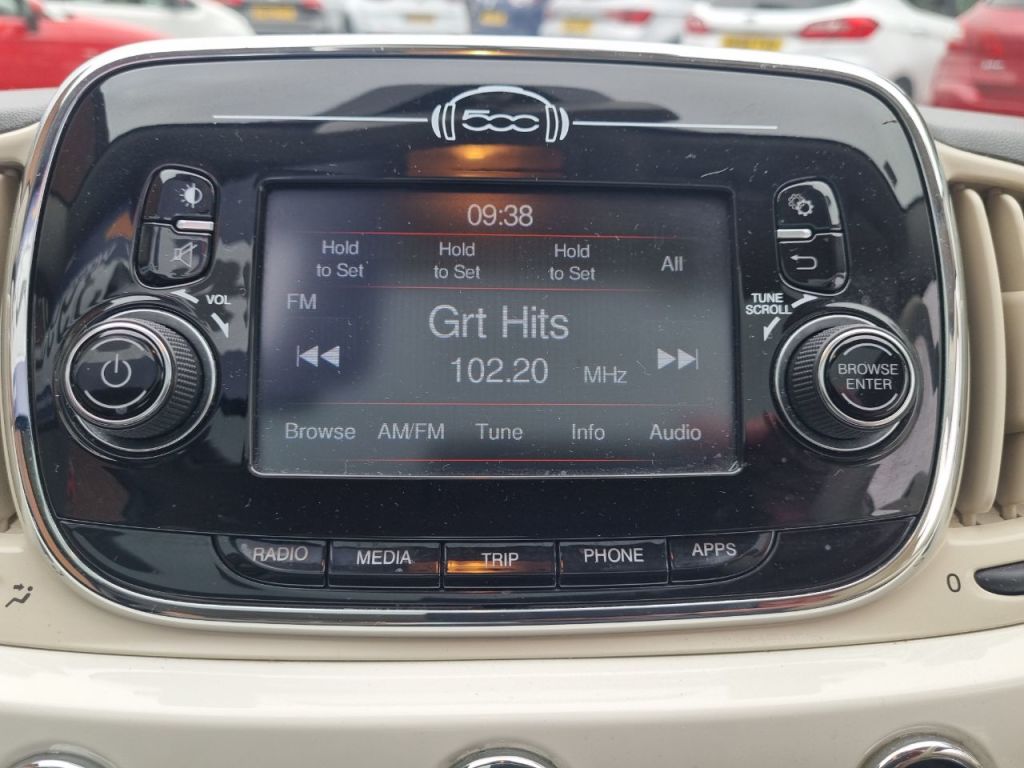 500
09:38
Hold to Set
Hold to Set
Hold to Set
All
FM
Grt Hits
102.20 MHz
Browse AM/FM Tune Info Audio
VOL
TUNE
SCROLL
BROWSE
ENTER
RADIO MEDIA TRIP PHONE APPS
0